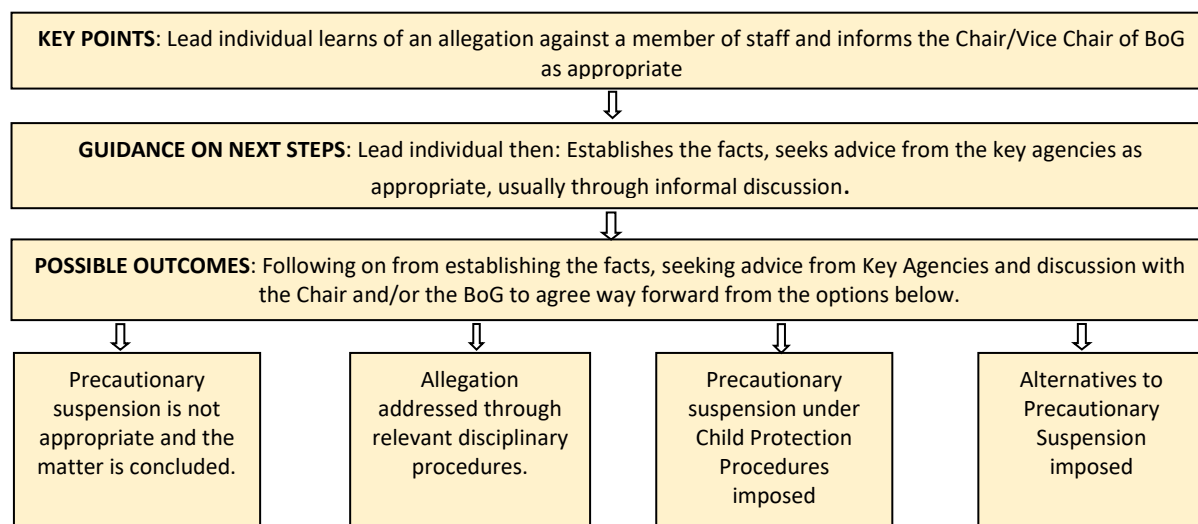 KEY POINTS: Lead individual learns of an allegation against a member of staff and informs the Chair/Vice Chair of BoG
as appropriate
GUIDANCE ON NEXT STEPS: Lead individual then: Establishes the facts, seeks advice from the key agencies as
appropriate, usually through informal discussion.
POSSIBLE OUTCOMES: Following on from establishing the facts, seeking advice from Key Agencies and discussion with
the Chair and/or the BoG to agree way forward from the options below.
Precautionary
suspension is not
appropriate and the
matter is concluded.
Allegation
addressed through
relevant disciplinary
procedures.
Precautionary
suspension under
Child Protection
Procedures
imposed
Alternatives to
Precautionary
Suspension
imposed